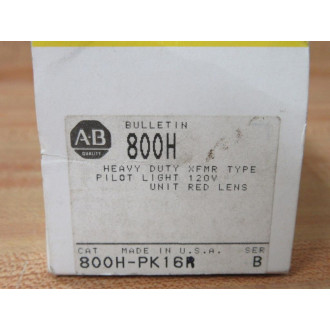 BULLETIN
A-B
QUALITY
800H
HEAVY DUTY XFMR TYPE
PILOT LIGHT 120V
UNIT RED LENS
CAT MADE IN U.S.A. SER
800H-PK16R B